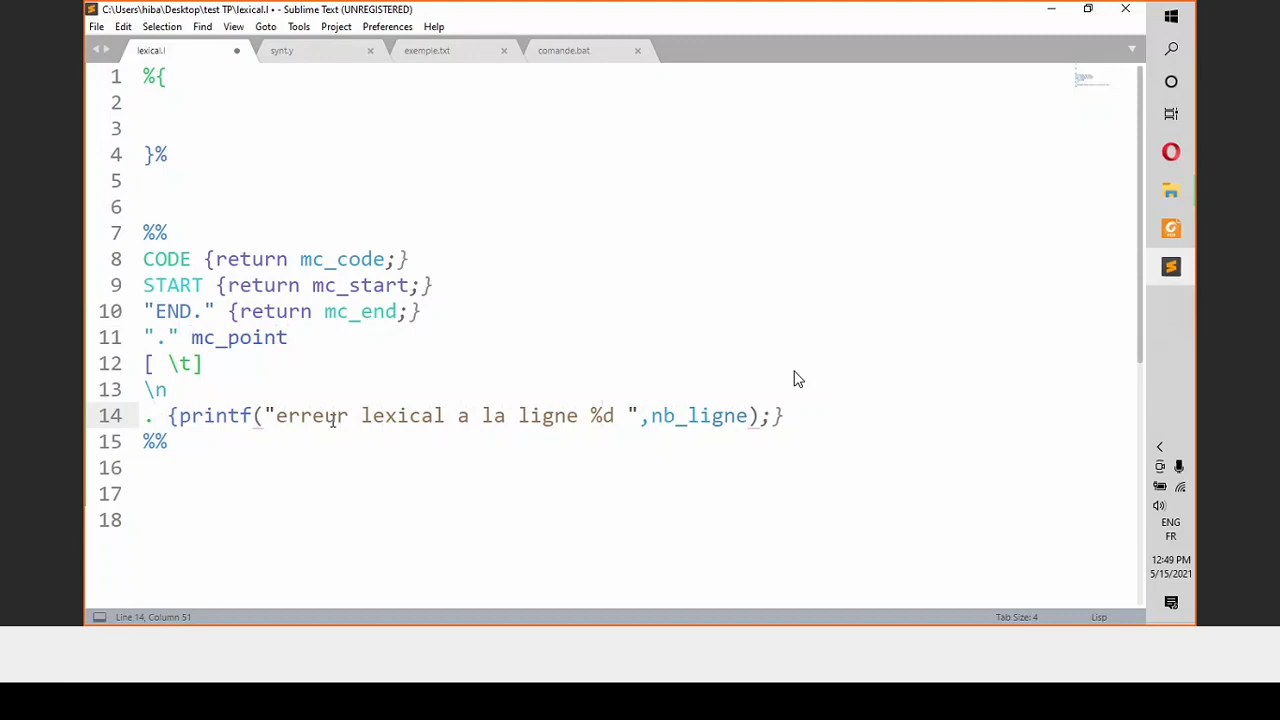 C:\Users\hiba\Desktop\test TP\lexical.l • - Sublime Text (UNREGISTERED)
File Edit Selection Find View Goto Tools Project Preferences Help
lexical.l synt.y exemple.txt comande.bat
1 %{
2
3
4 }%
5
6
7 %%
8 CODE {return mc_code;}
9 START {return mc_start;}
10 "END." {return mc_end;}
11 "." mc_point
12 [ \t]
13 \n
14 . {printf("erreur lexical a la ligne %d ",nb_ligne);}
15 %%
16
17
18
ENG
FR
12:49 PM
5/15/2021
Line 14, Column 51 Tab Size: 4 Lisp